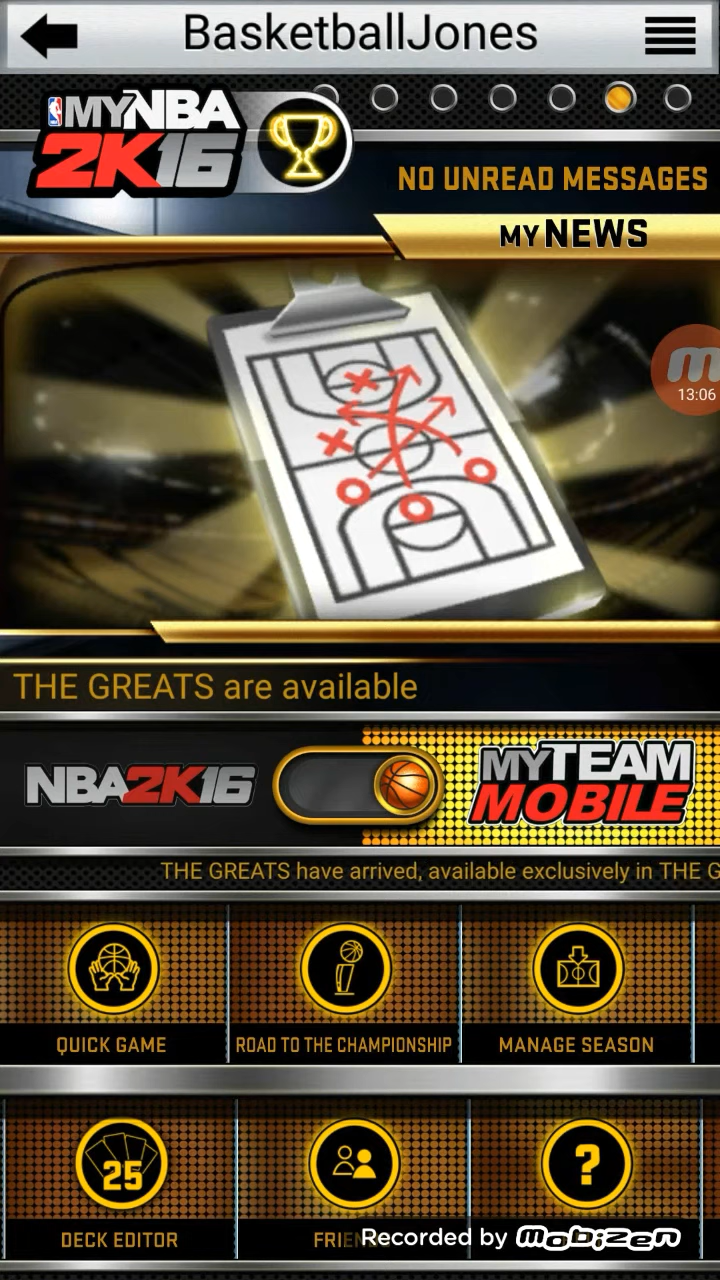 BasketballJones
MYNBA
2K16
NO UNREAD MESSAGES
MY NEWS
13:06
THE GREATS are available
NBA2K16
MYTEAM
MOBILE
THE GREATS have arrived, available exclusively in THE G
QUICK GAME
ROAD TO THE CHAMPIONSHIP
MANAGE SEASON
25
?
DECK EDITOR
Recorded by mobizen